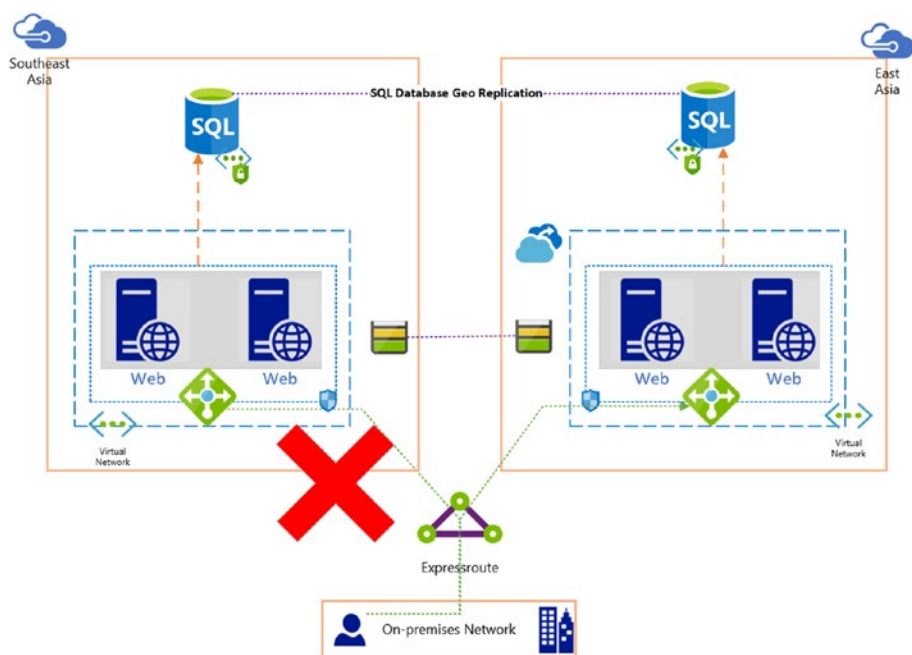 Southeast
Asia
East
Asia
SQL Database Geo Replication
SQL
SQL
Web
Web
Web
Web
Virtual
Network
Virtual
Network
Expressroute
On-premises Network